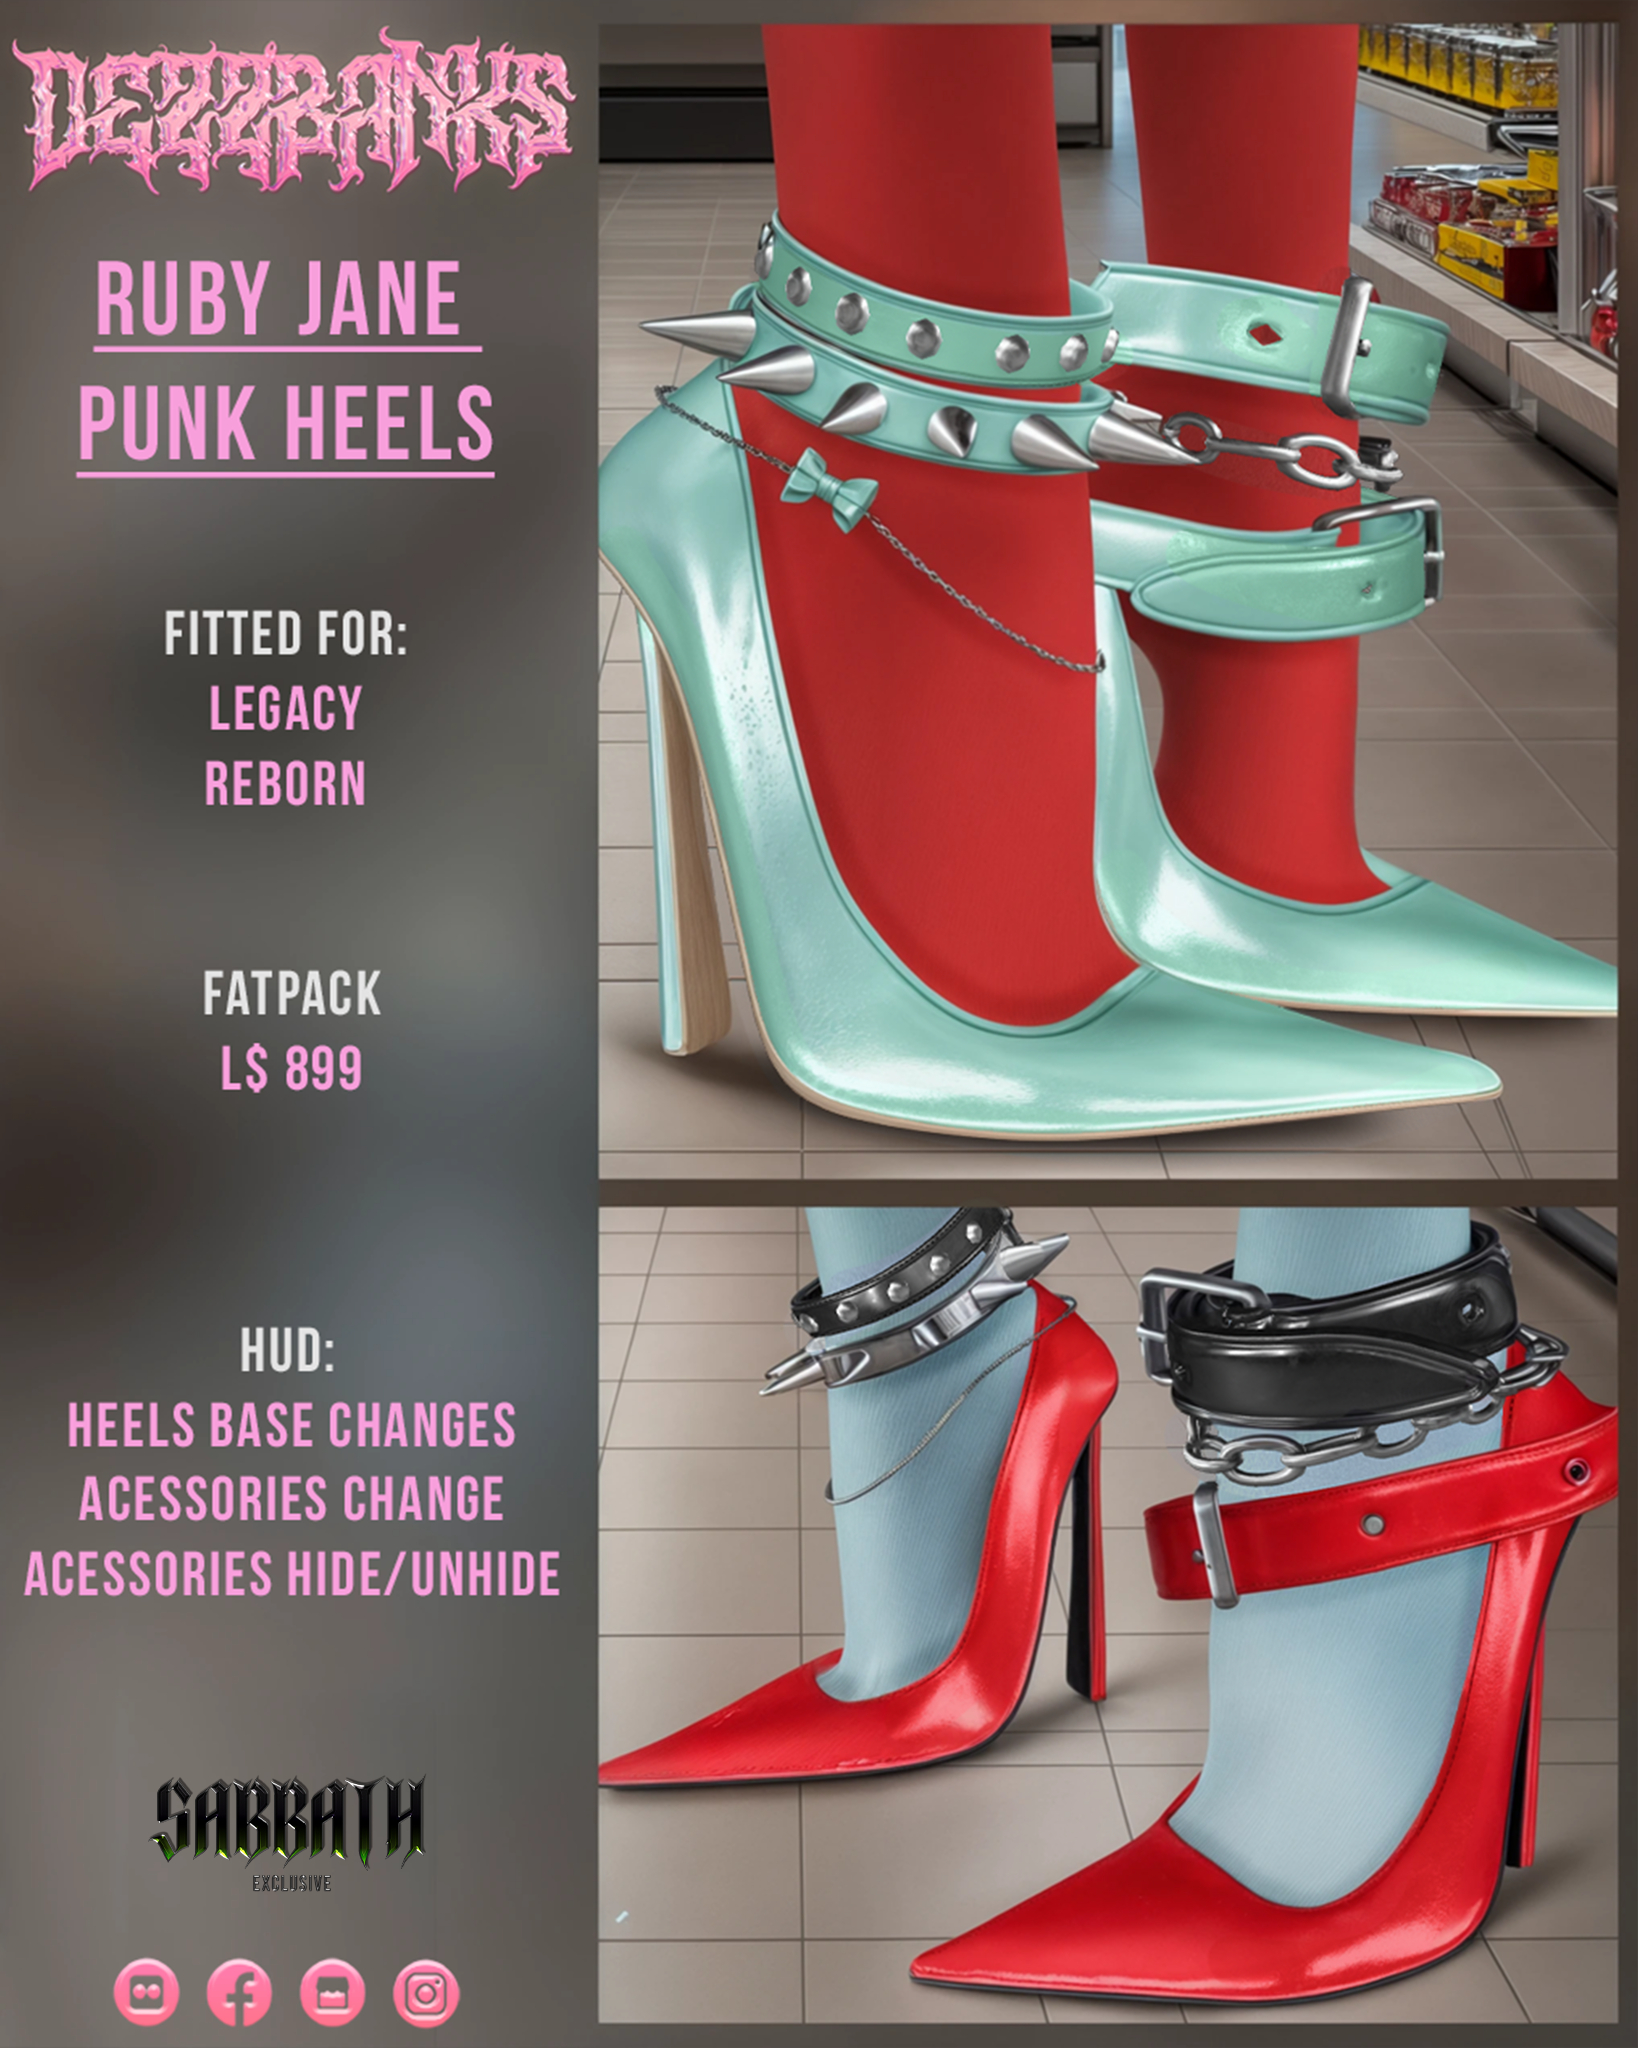 DEZZBANKS
RUBY JANE
PUNK HEELS
FITTED FOR:
LEGACY
REBORN
FATPACK
L$ 899
HUD:
HEELS BASE CHANGES
ACESSORIES CHANGE
ACESSORIES HIDE/UNHIDE
SABBATH
EXCLUSIVE